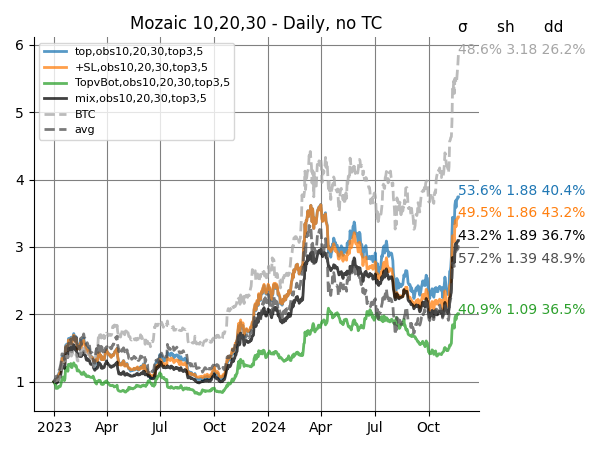 Mozaic 10,20,30 - Daily, no TC
σ sh dd
48.6% 3.18 26.2%
top,obs10,20,30,top3,5
+SL,obs10,20,30,top3,5
TopvBot,obs10,20,30,top3,5
mix,obs10,20,30,top3,5
BTC
avg
53.6% 1.88 40.4%
49.5% 1.86 43.2%
43.2% 1.89 36.7%
57.2% 1.39 48.9%
40.9% 1.09 36.5%
6
5
4
3
2
1
2023 Apr Jul Oct 2024 Apr Jul Oct